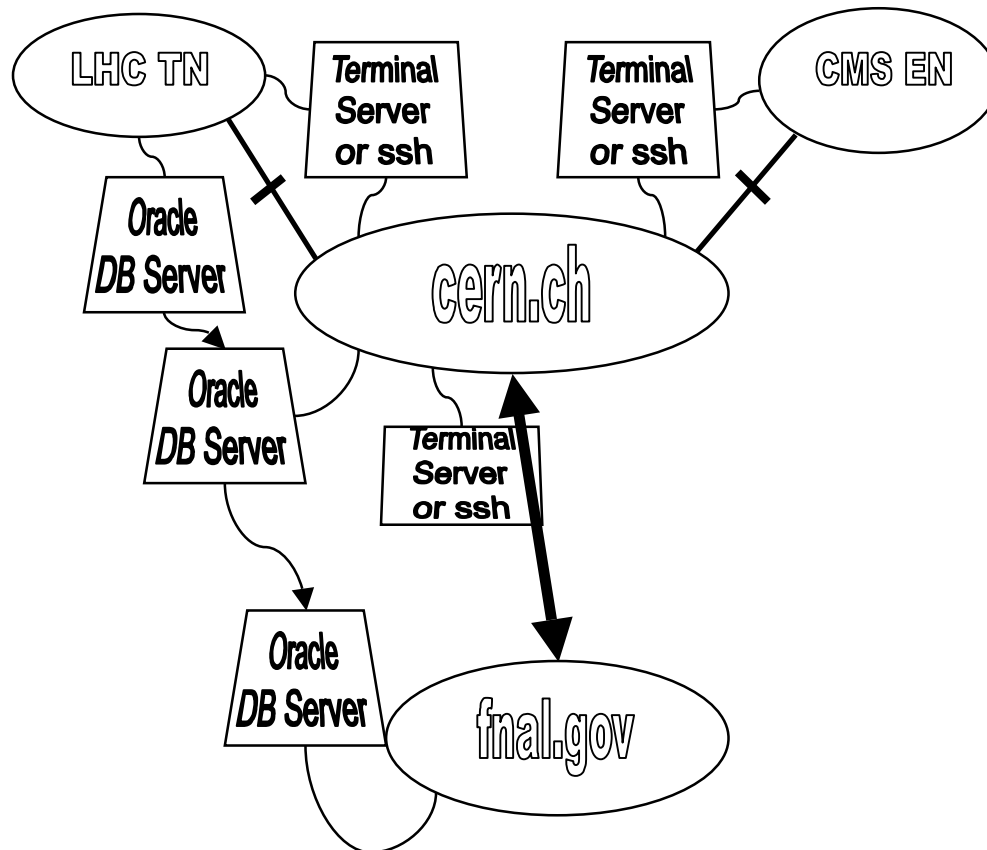 LHC TN
Terminal
Server
or ssh
Terminal
Server
or ssh
CMS EN
Oracle
DB Server
cern.ch
Oracle
DB Server
Terminal
Server
or ssh
Oracle
DB Server
fnal.gov